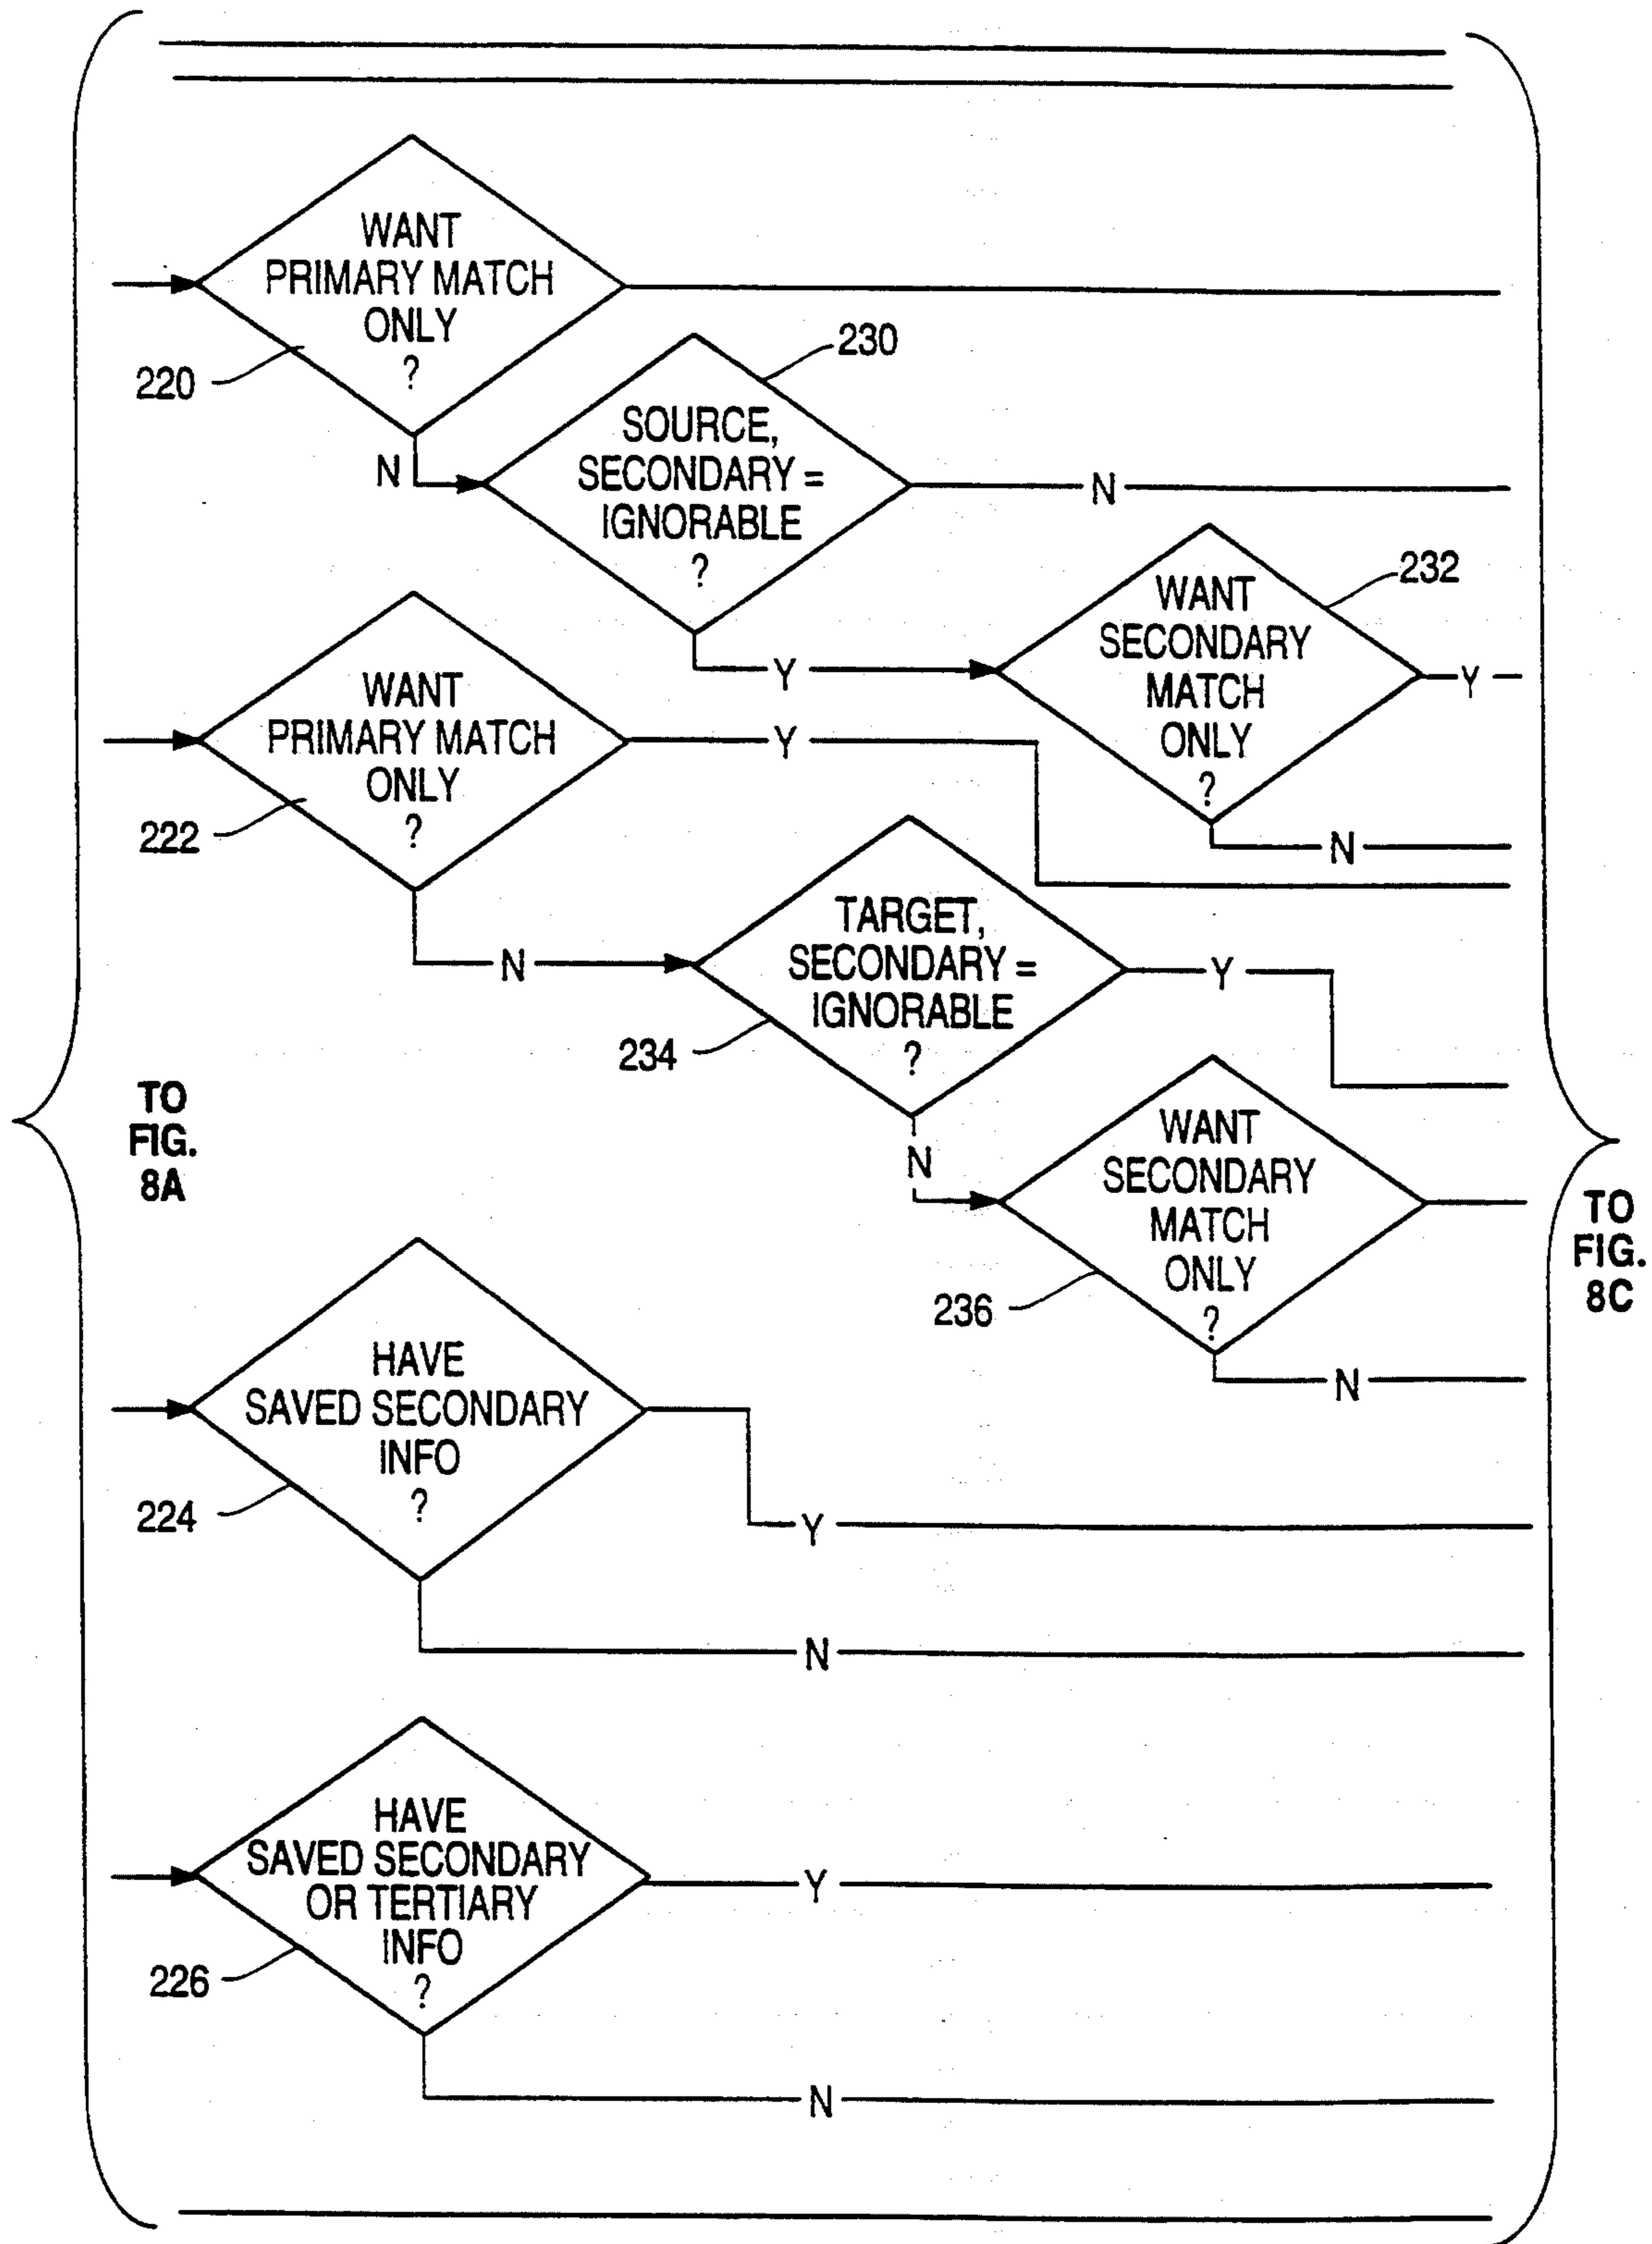 WANT
PRIMARY MATCH
ONLY
?
220
N
230
SOURCE,
SECONDARY =
IGNORABLE
?
N
Y
232
WANT
SECONDARY
MATCH
ONLY
?
Y
N
WANT
PRIMARY MATCH
ONLY
?
222
Y
N
TARGET,
SECONDARY =
IGNORABLE
?
234
Y
N
WANT
SECONDARY
MATCH
ONLY
?
236
N
TO
FIG.
8A
TO
FIG.
8C
HAVE
SAVED SECONDARY
INFO
?
224
Y
N
HAVE
SAVED SECONDARY
OR TERTIARY
INFO
?
226
Y
N